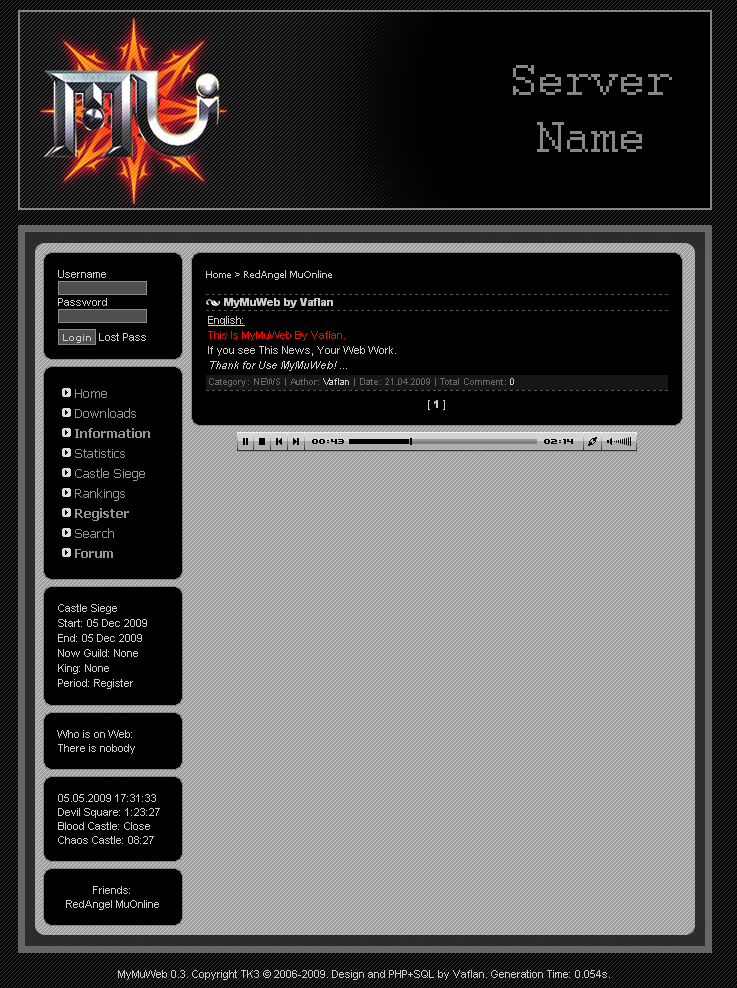 MU
Server
Name
Username
Password
Login Lost Pass
Home
Downloads
Information
Statistics
Castle Siege
Rankings
Register
Search
Forum
Castle Siege
Start: 05 Dec 2009
End: 05 Dec 2009
Now Guild: None
King: None
Period: Register
Who is on Web:
There is nobody
05.05.2009 17:31:33
Devil Square: 1:23:27
Blood Castle: Close
Chaos Castle: 08:27
Friends:
RedAngel MuOnline
Home > RedAngel MuOnline
MyMuWeb by Vaflan
English:
This Is MyMuWeb By Vaflan.
If you see This News, Your Web Work.
Thank for Use MyMuWeb! ...
Category: NEWS | Author: Vaflan | Date: 21.04.2009 | Total Comment: 0
[ 1 ]
00:43 02:14
MyMuWeb 0.3. Copyright TK3 © 2006-2009. Design and PHP+SQL by Vaflan. Generation Time: 0.054s.